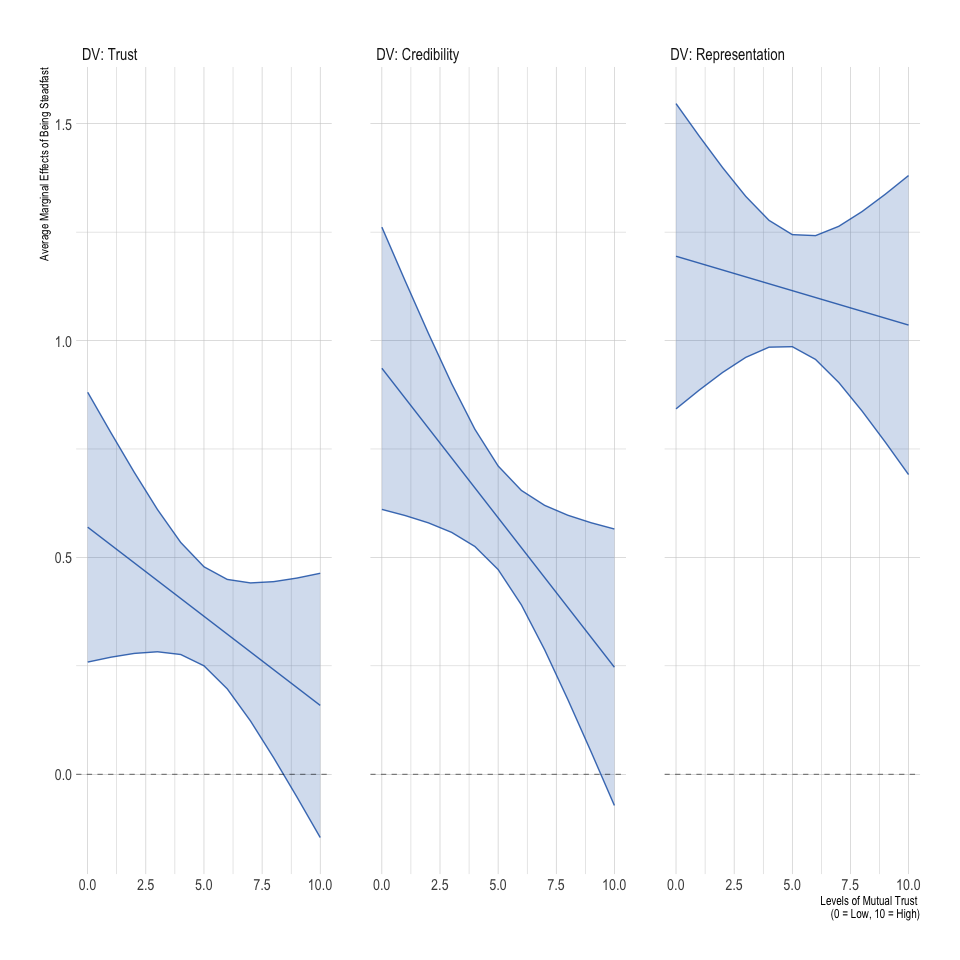 DV: Trust
DV: Credibility
DV: Representation
Average Marginal Effects of Being Steadfast
1.5
1.0
0.5
0.0
0.0 2.5 5.0 7.5 10.0
0.0 2.5 5.0 7.5 10.0
0.0 2.5 5.0 7.5 10.0
Levels of Mutual Trust
(0 = Low, 10 = High)